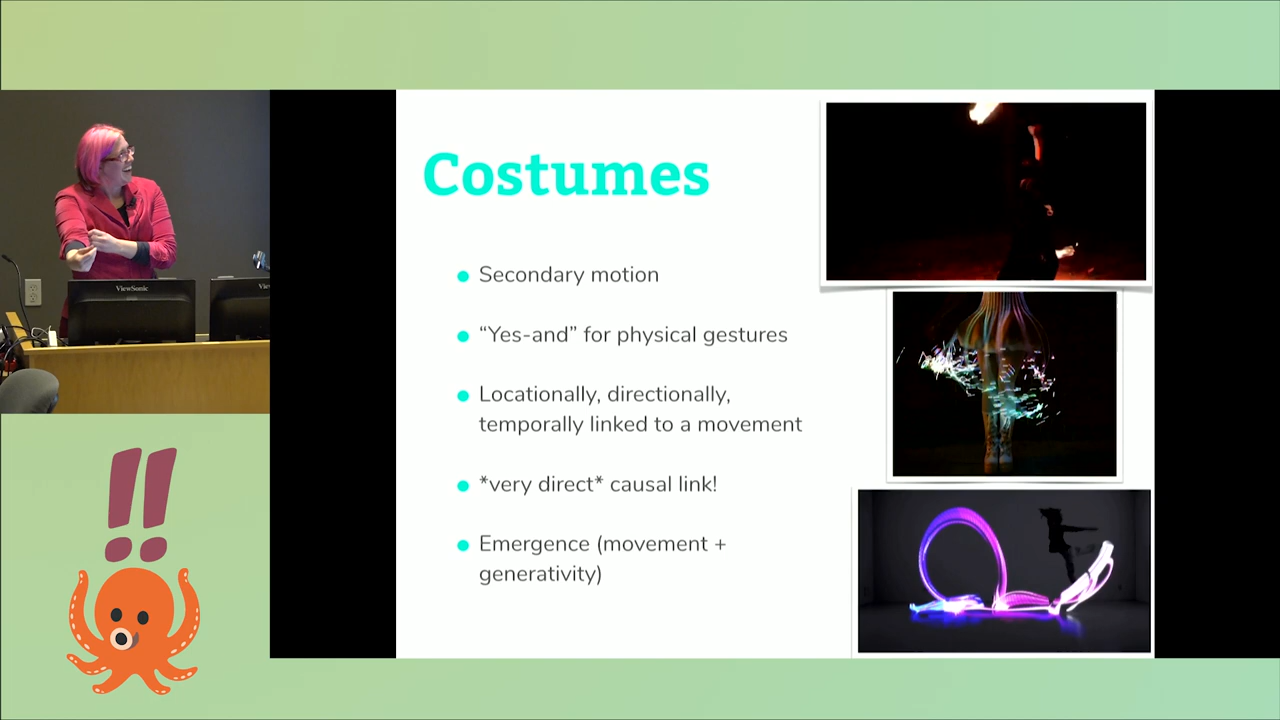 Costumes
Secondary motion
“Yes-and” for physical gestures
Locationally, directionally,
temporally linked to a movement
*very direct* causal link!
Emergence (movement +
generativity)
ViewSonic
Vie
!!